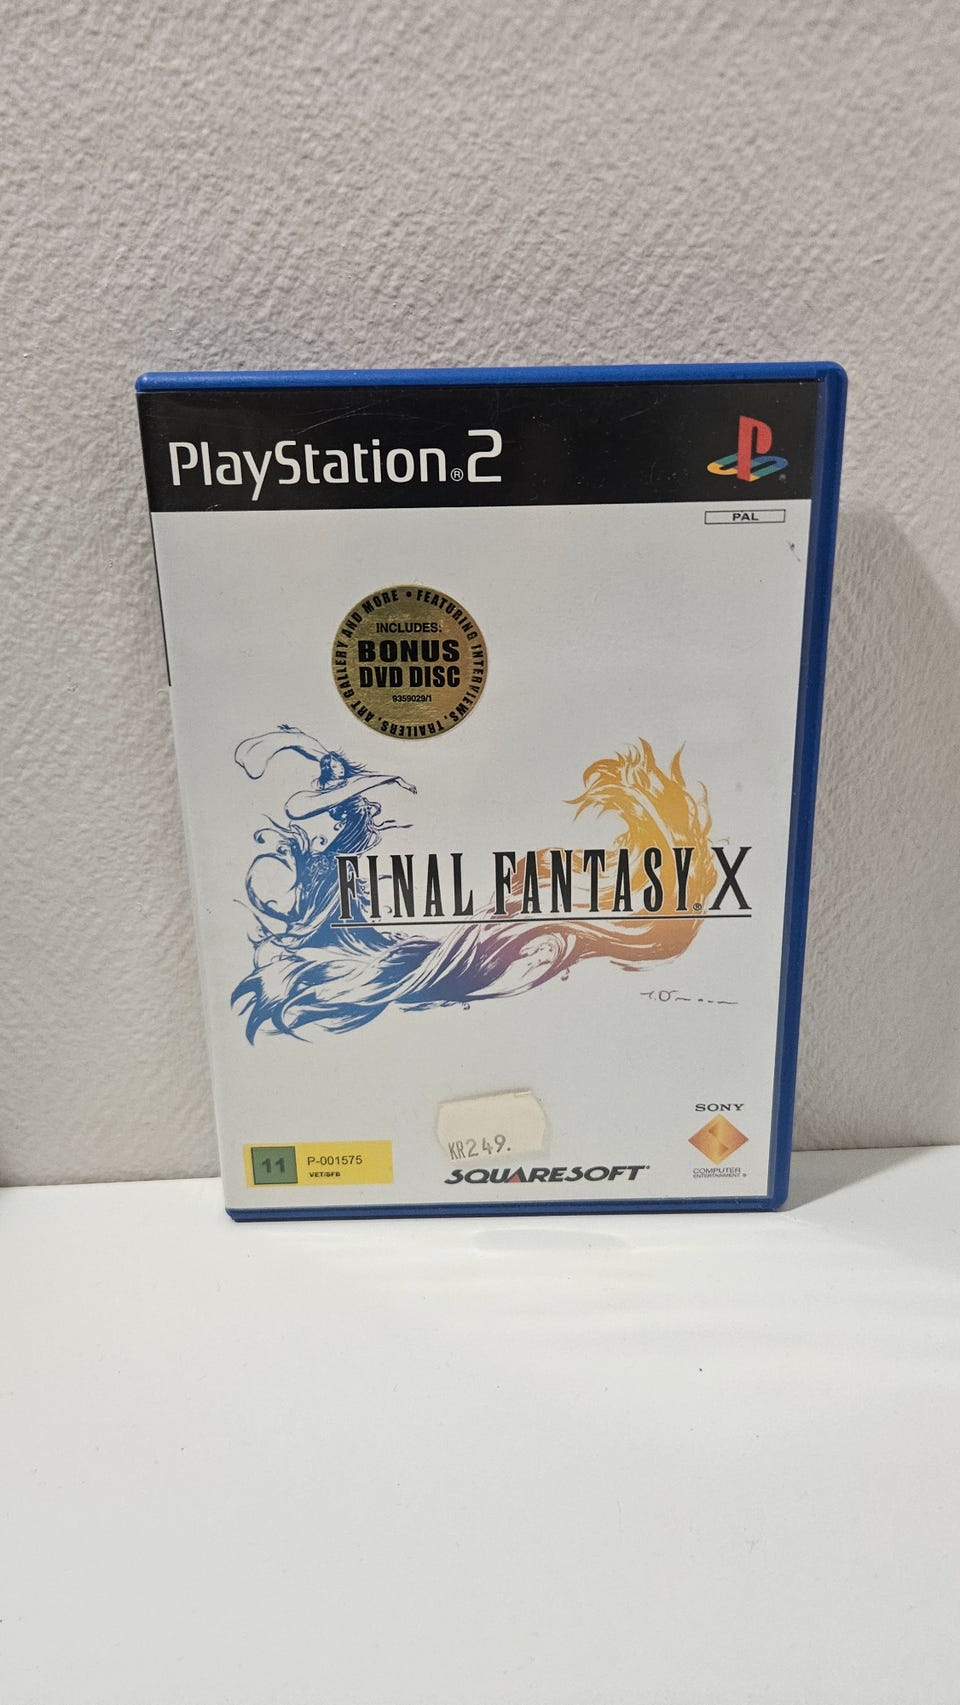 PlayStation®2
PAL
FEATURING INTERVIEWS, TRAILERS, ART GALLERY AND MORE •
INCLUDES:
BONUS
DVD DISC
9359029/1
FINAL FANTASY® X
KR249.
11
P-001575
VET/SFB
SQUARESOFT®
SONY
COMPUTER
ENTERTAINMENT ®